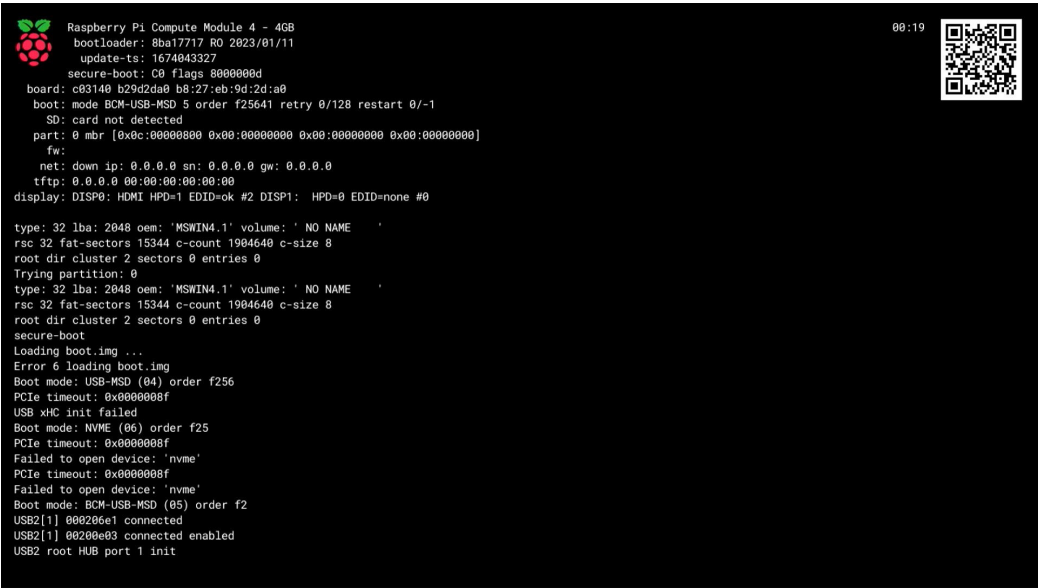 Raspberry Pi Compute Module 4 - 4GB
00:19
bootloader: 8ba17717 RO 2023/01/11
update-ts: 1674043327
secure-boot: C0 flags 8000000d
board: c03140 b29d2da0 b8:27:eb:9d:2d:a0
boot: mode BCM-USB-MSD 5 order f25641 retry 0/128 restart 0/-1
SD: card not detected
part: 0 mbr [0x0c:00000800 0x00:00000000 0x00:00000000 0x00:00000000]
fw:
net: down ip: 0.0.0.0 sn: 0.0.0.0 gw: 0.0.0.0
tftp: 0.0.0.0 00:00:00:00:00:00
display: DISP0: HDMI HPD=1 EDID=ok #2 DISP1:  HPD=0 EDID=none #0
type: 32 lba: 2048 oem: 'MSWIN4.1' volume: ' NO NAME    '
rsc 32 fat-sectors 15344 c-count 1904640 c-size 8
root dir cluster 2 sectors 0 entries 0
Trying partition: 0
type: 32 lba: 2048 oem: 'MSWIN4.1' volume: ' NO NAME    '
rsc 32 fat-sectors 15344 c-count 1904640 c-size 8
root dir cluster 2 sectors 0 entries 0
secure-boot
Loading boot.img ...
Error 6 loading boot.img
Boot mode: USB-MSD (04) order f256
PCIe timeout: 0x0000008f
USB xHC init failed
Boot mode: NVME (06) order f25
PCIe timeout: 0x0000008f
Failed to open device: 'nvme'
PCIe timeout: 0x0000008f
Failed to open device: 'nvme'
Boot mode: BCM-USB-MSD (05) order f2
USB2[1] 000206e1 connected
USB2[1] 00200e03 connected enabled
USB2 root HUB port 1 init